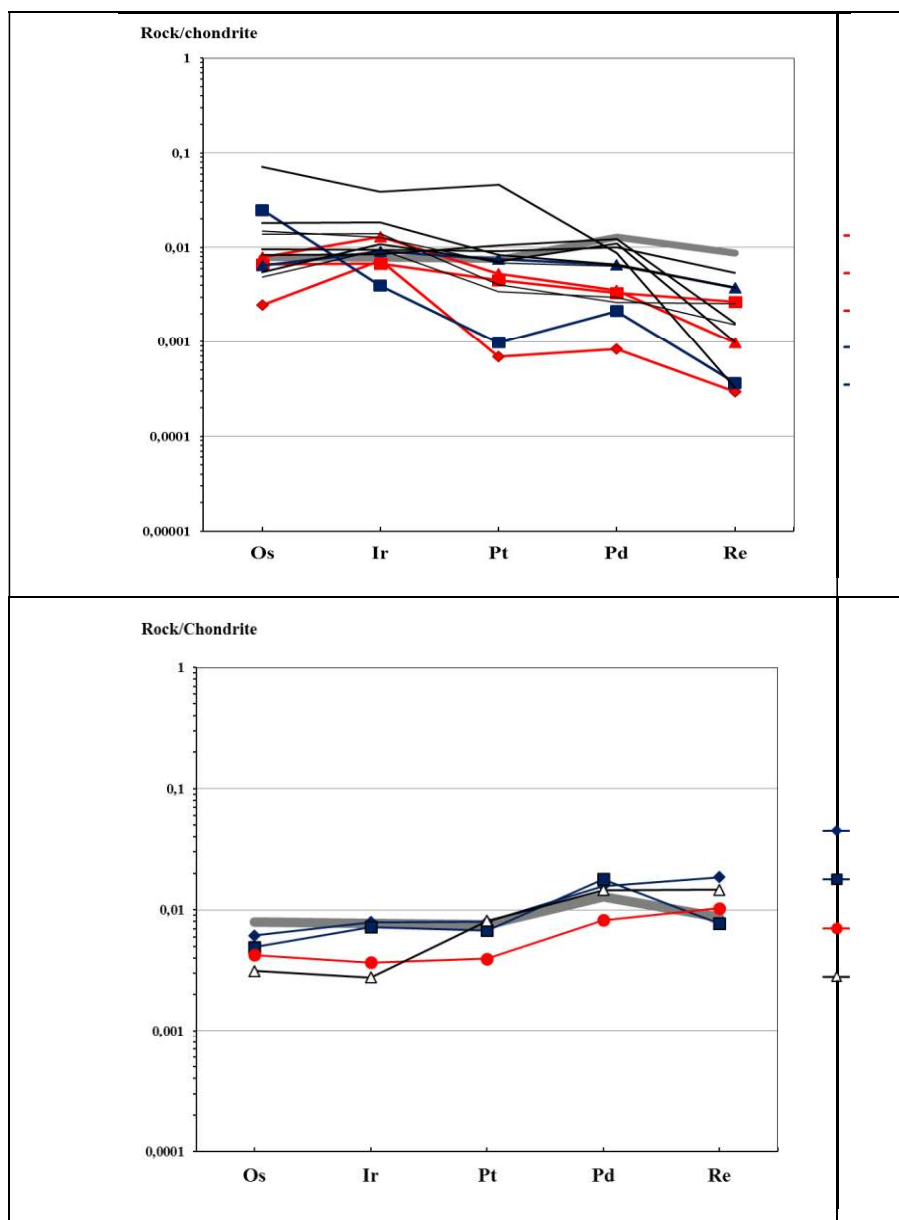 Rock/chondrite
1
0,1
0,01
0,001
0,0001
0,00001
Os Ir Pt Pd Re
Rock/Chondrite
1
0,1
0,01
0,001
0,0001
Os Ir Pt Pd Re